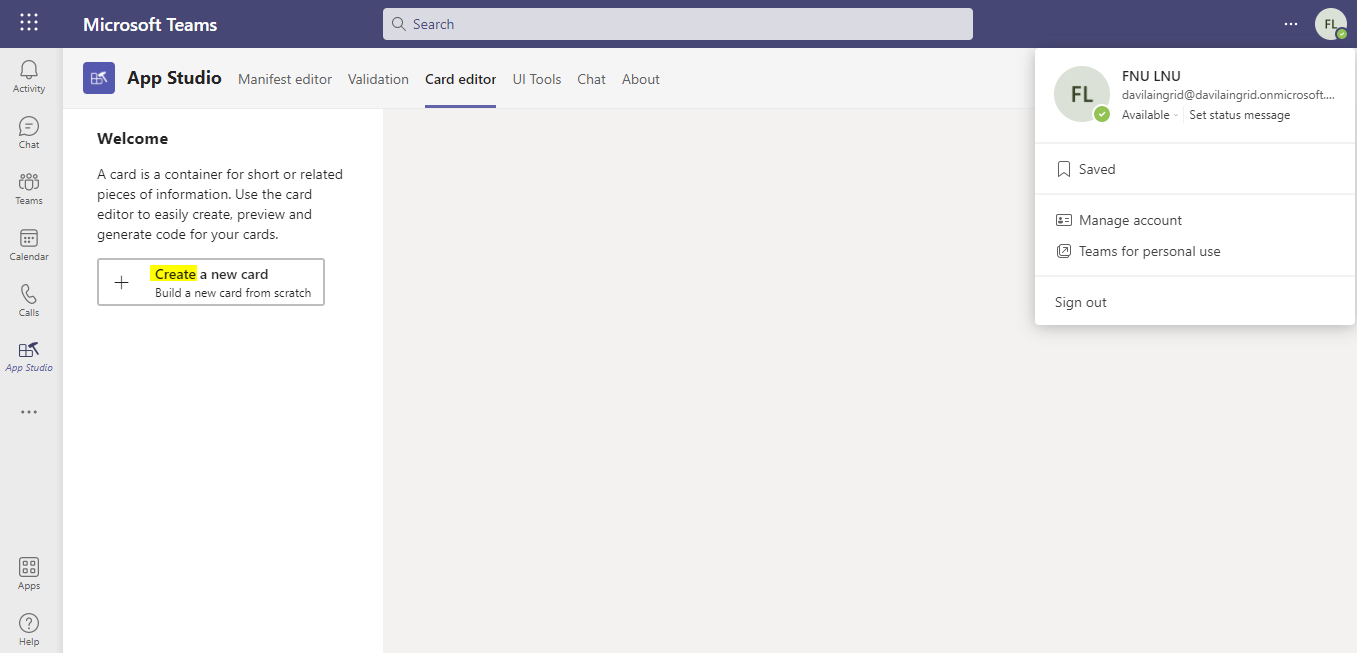 Microsoft Teams
Search
FL
Activity
Chat
Teams
Calendar
Calls
App Studio
Apps
Help
App Studio
Manifest editor
Validation
Card editor
UI Tools
Chat
About
Welcome
A card is a container for short or related
pieces of information. Use the card
editor to easily create, preview and
generate code for your cards.
Create a new card
Build a new card from scratch
FL
FNU LNU
davilaingrid@davilaingrid.onmicrosoft....
Available
Set status message
Saved
Manage account
Teams for personal use
Sign out